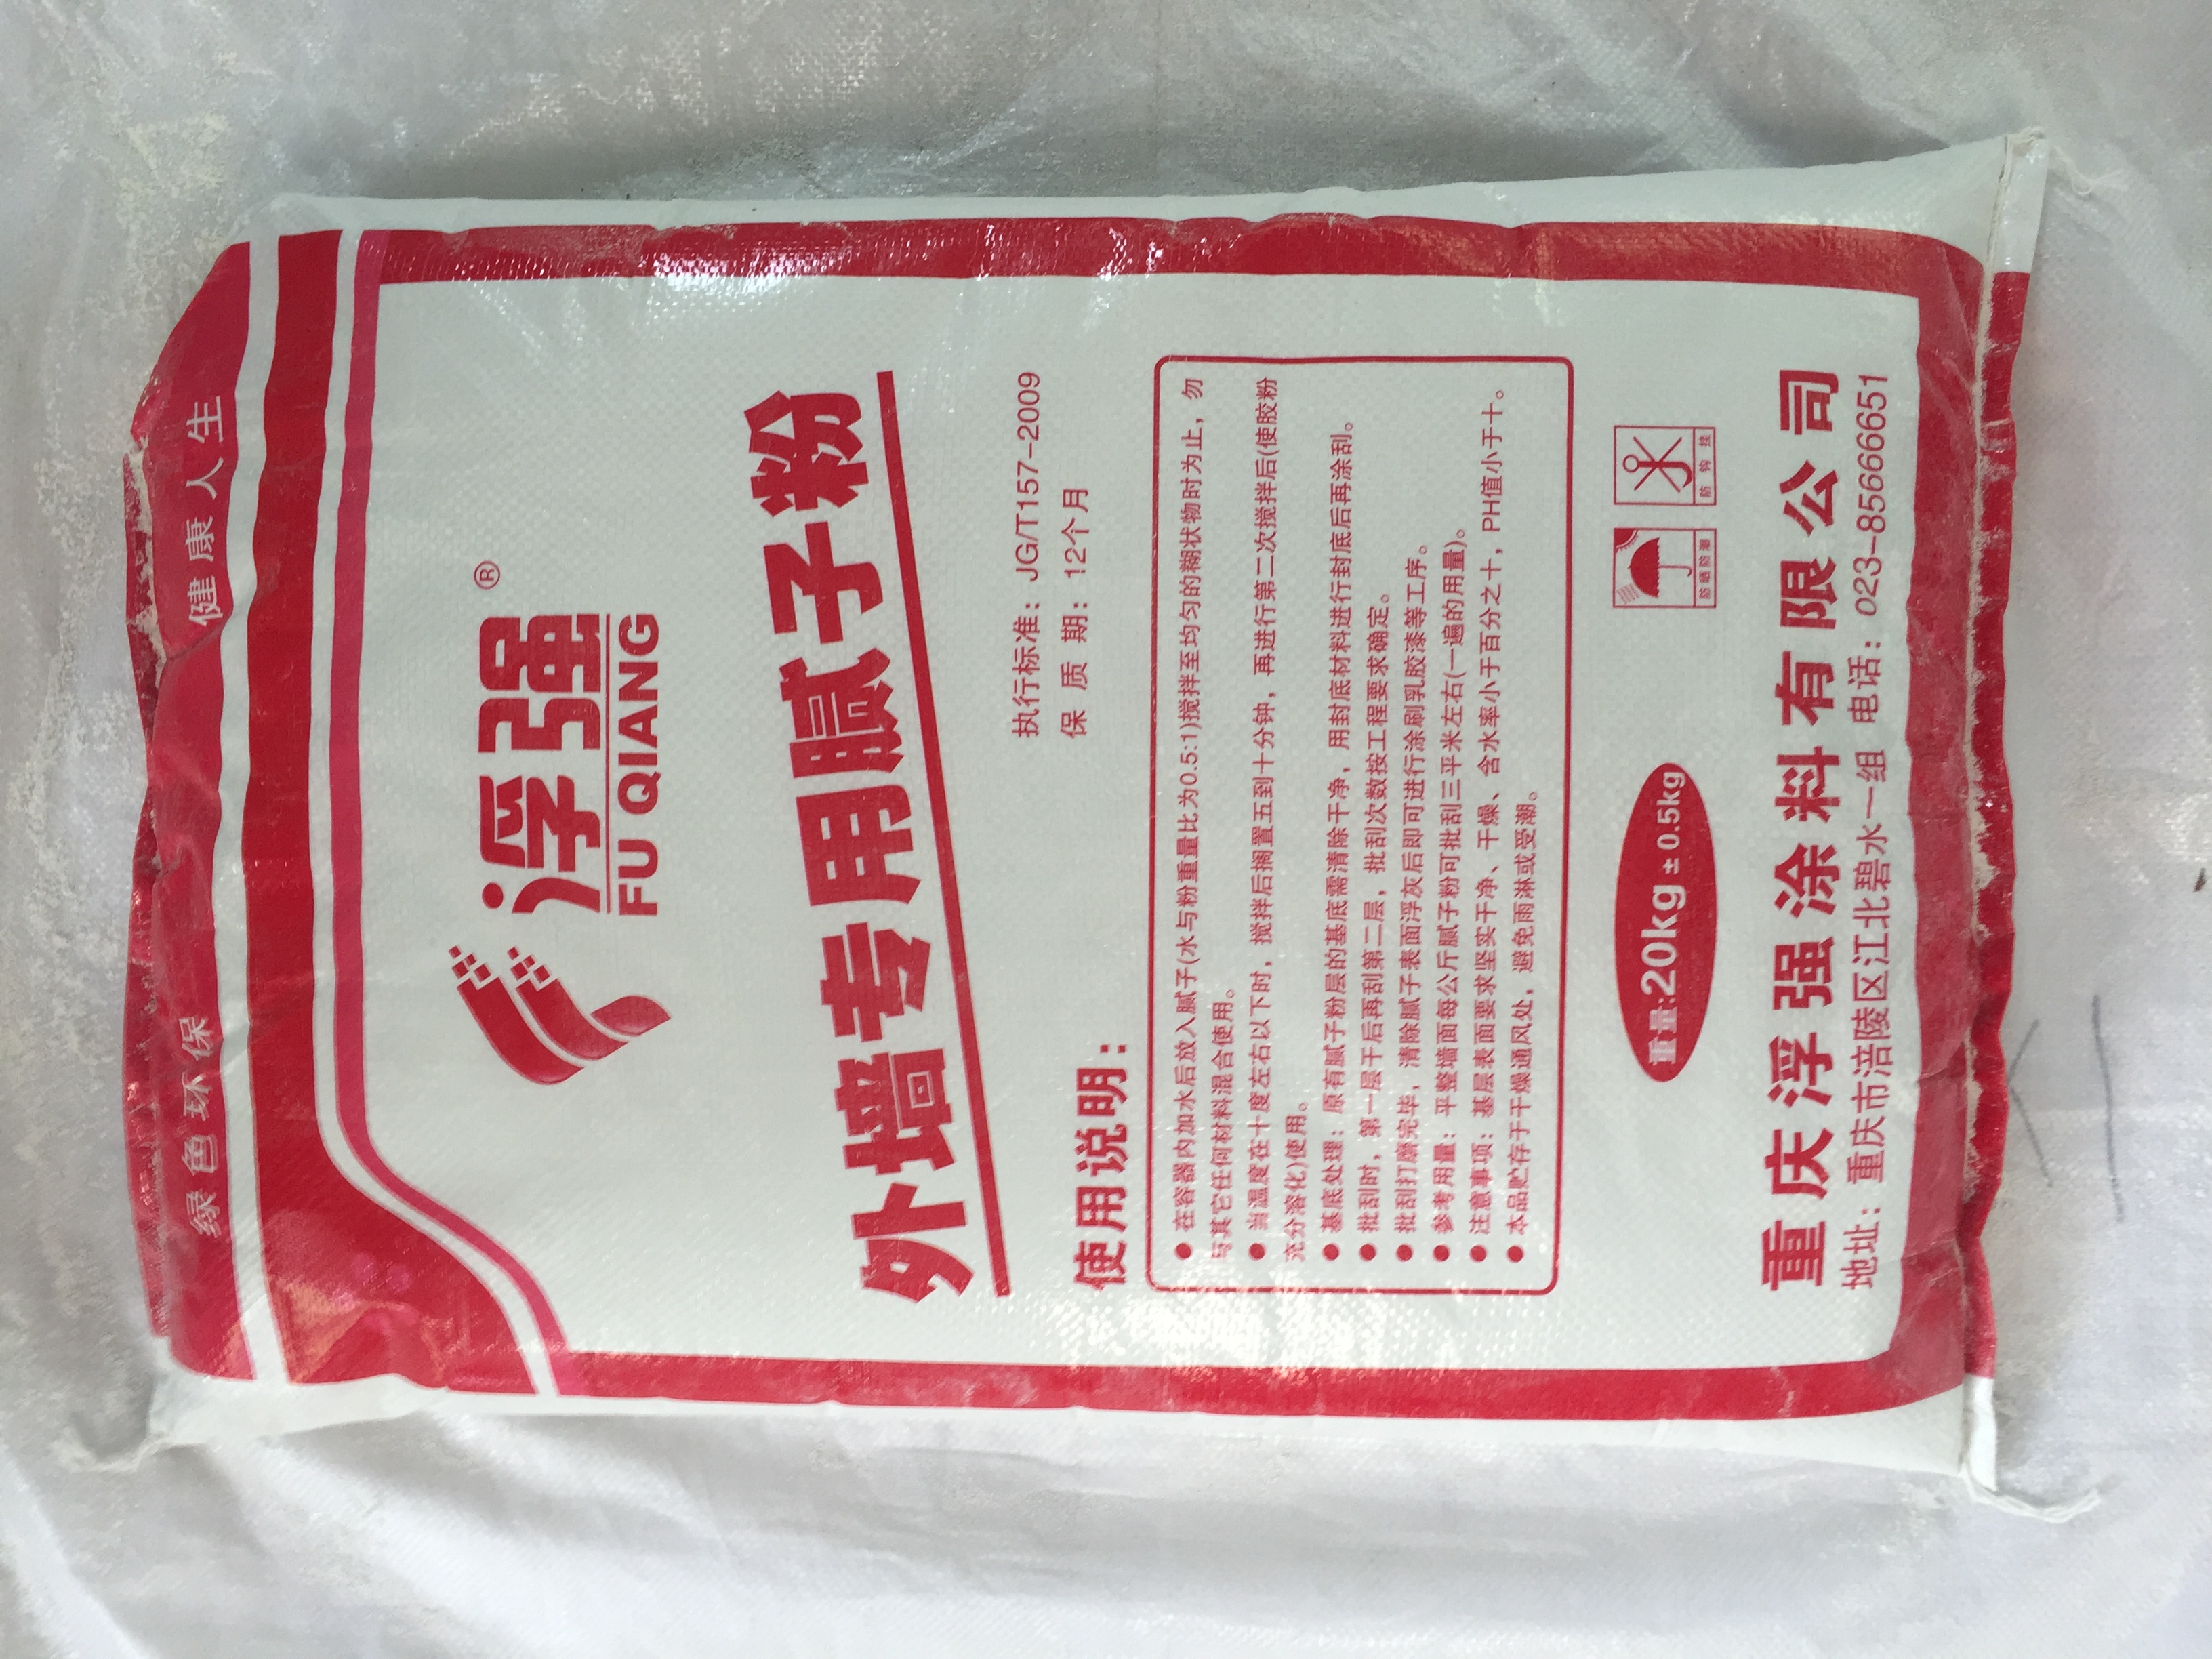 绿色环保 健康人生
浮强®
FU QIANG
外墙专用腻子粉
执行标准：JG/T157-2009
保 质 期：12个月
使用说明：
●在容器内加水后放入腻子(水与粉重量比为0.5:1)搅拌至均匀的糊状物时为止，勿
与其它任何材料混合使用。
●当温度在十度左右以下时，搅拌后搁置五到十分钟，再进行第二次搅拌后(使胶粉
充分溶化)使用。
●基底处理：原有腻子粉层的基底需清除干净，用封底材料进行封底后再涂刮。
●批刮时，第一层干后再刮第二层，批刮次数按工程要求确定。
●批刮打磨完毕，清除腻子表面浮灰后即可进行涂刷乳胶漆等工序。
●参考用量：平整墙面每公斤腻子粉可批刮三平米左右(一遍的用量)。
●注意事项：基层表面要求坚实干净、干燥、含水率小于百分之十，PH值小于十。
●本品贮存于干燥通风处，避免雨淋或受潮。
重量:20kg±0.5kg
防晒防潮
防钩挂
重庆浮强涂料有限公司
地址：重庆市涪陵区江北碧水一组 电话：023-85666651